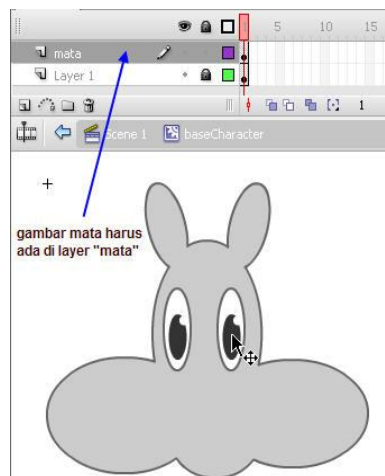 5 10 15
mata
Layer 1
1
Scene 1 baseCharacter
gambar mata harus
ada di layer "mata"